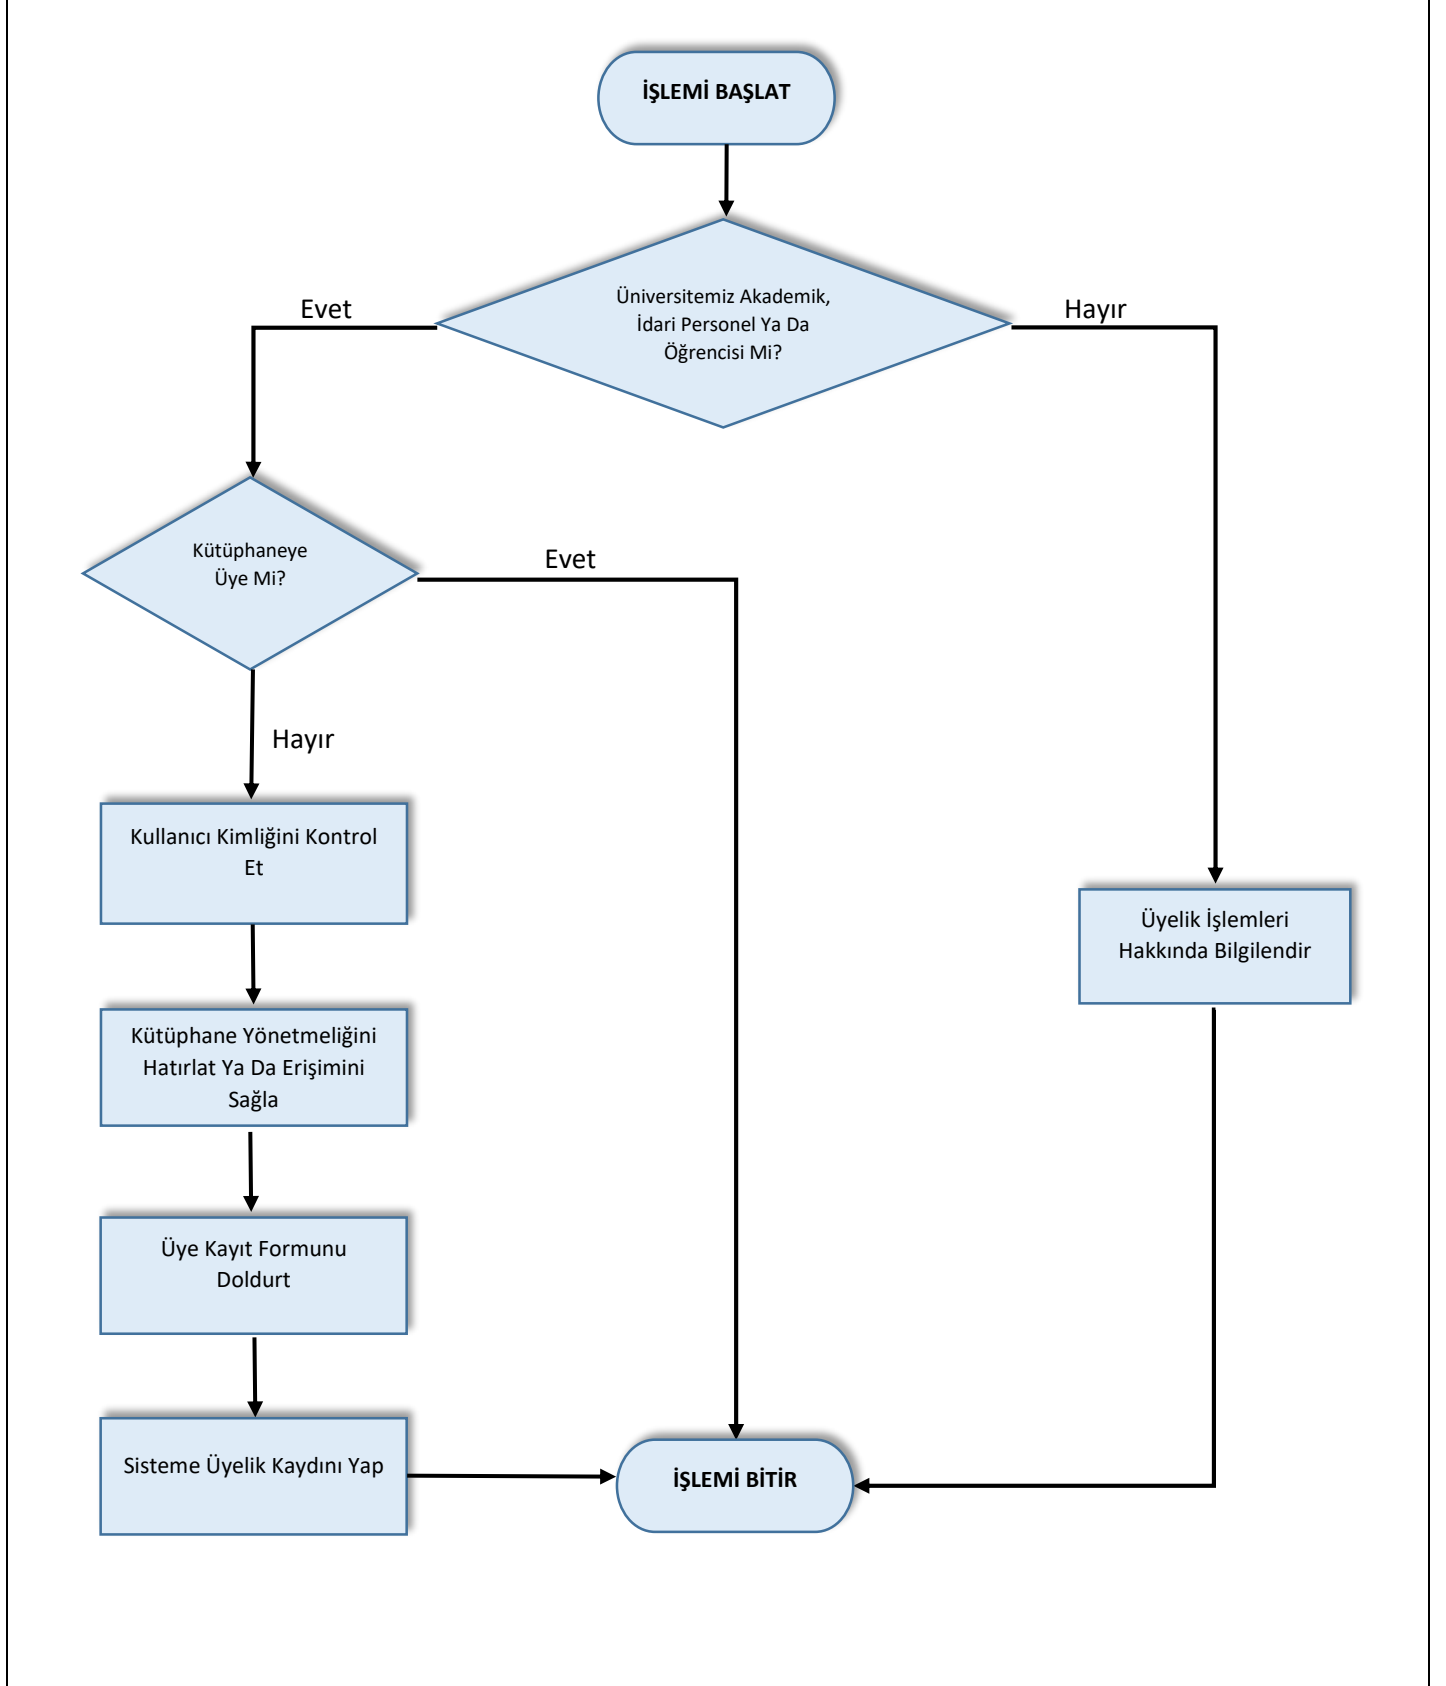 İŞLEMİ BAŞLAT
Üniversitemiz Akademik,
İdari Personel Ya Da
Öğrencisi Mi?
Evet
Hayır
Kütüphaneye
Üye Mi?
Evet
Hayır
Kullanıcı Kimliğini Kontrol
Et
Üyelik İşlemleri
Hakkında Bilgilendir
Kütüphane Yönetmeliğini
Hatırlat Ya Da Erişimini
Sağla
Üye Kayıt Formunu
Doldurt
Sisteme Üyelik Kaydını Yap
İŞLEMİ BİTİR